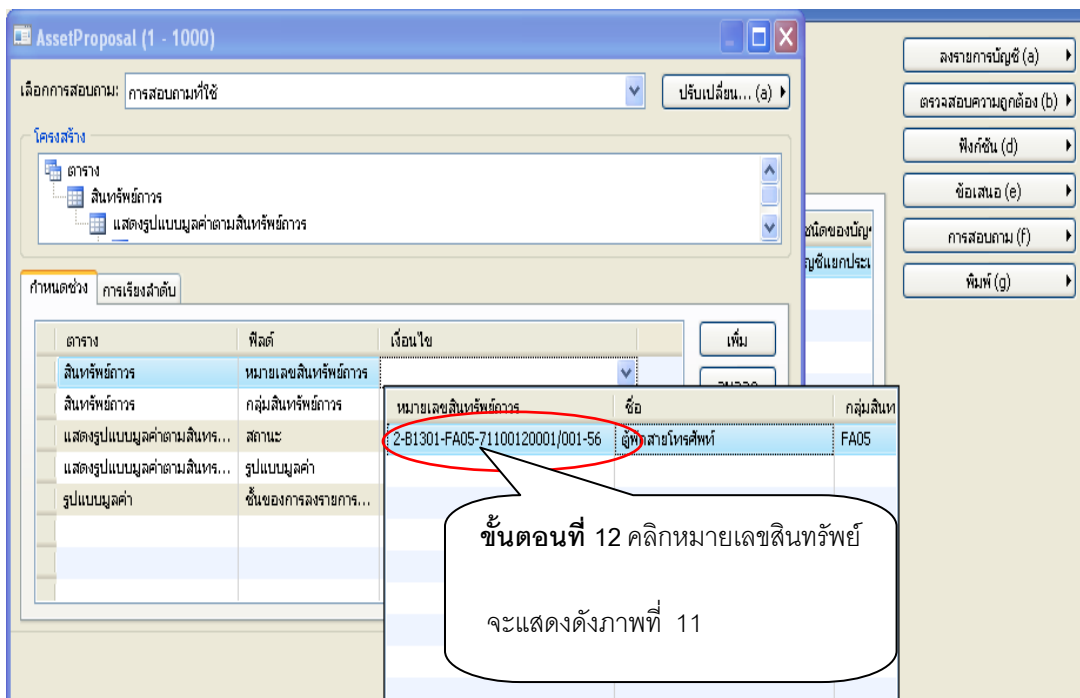 AssetProposal (1 - 1000)
เลือกการสอบถาม: การสอบถามที่ใช้
ปรับเปลี่ยน... (a)
โครงสร้าง
ตาราง
สินทรัพย์ถาวร
แสดงรูปแบบมูลค่าตามสินทรัพย์ถาวร
กำหนดช่วง การเรียงลำดับ
ตาราง ฟิลด์ เงื่อนไข
เพิ่ม
สินทรัพย์ถาวร หมายเลขสินทรัพย์ถาวร
สินทรัพย์ถาวร กลุ่มสินทรัพย์ถาวร
แสดงรูปแบบมูลค่าตามสินทร... สถานะ
แสดงรูปแบบมูลค่าตามสินทร... รูปแบบมูลค่า
รูปแบบมูลค่า ชั้นของการลงรายการ...
หมายเลขสินทรัพย์ถาวร ชื่อ กลุ่มสินท
2-B1301-FA05-71100120001/001-56 ตู้พักสายโทรศัพท์ FA05
ขั้นตอนที่ 12 คลิกหมายเลขสินทรัพย์
จะแสดงดังภาพที่ 11
ลงรายการบัญชี (a)
ตรวจสอบความถูกต้อง (b)
ฟังก์ชัน (d)
ข้อเสนอ (e)
การสอบถาม (f)
พิมพ์ (g)